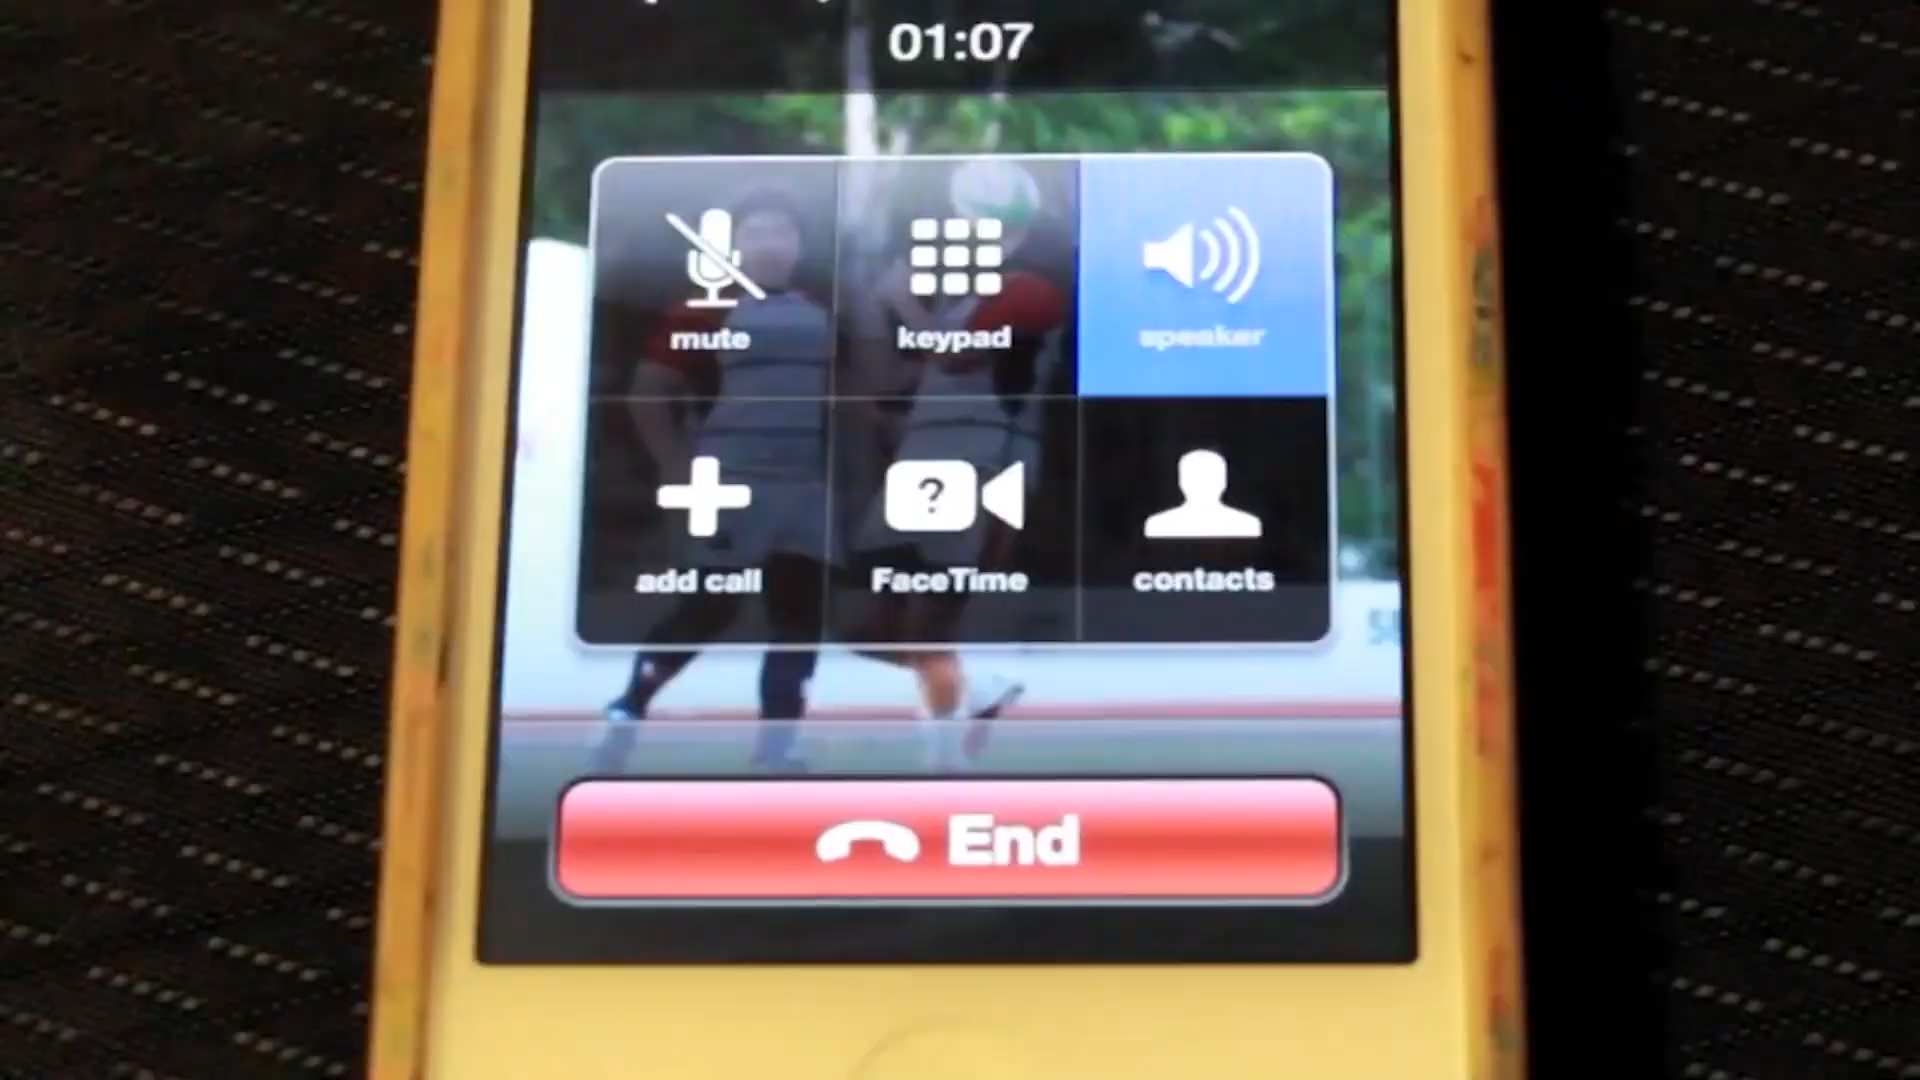 01:07
mute keypad speaker
?
add call FaceTime contacts
End